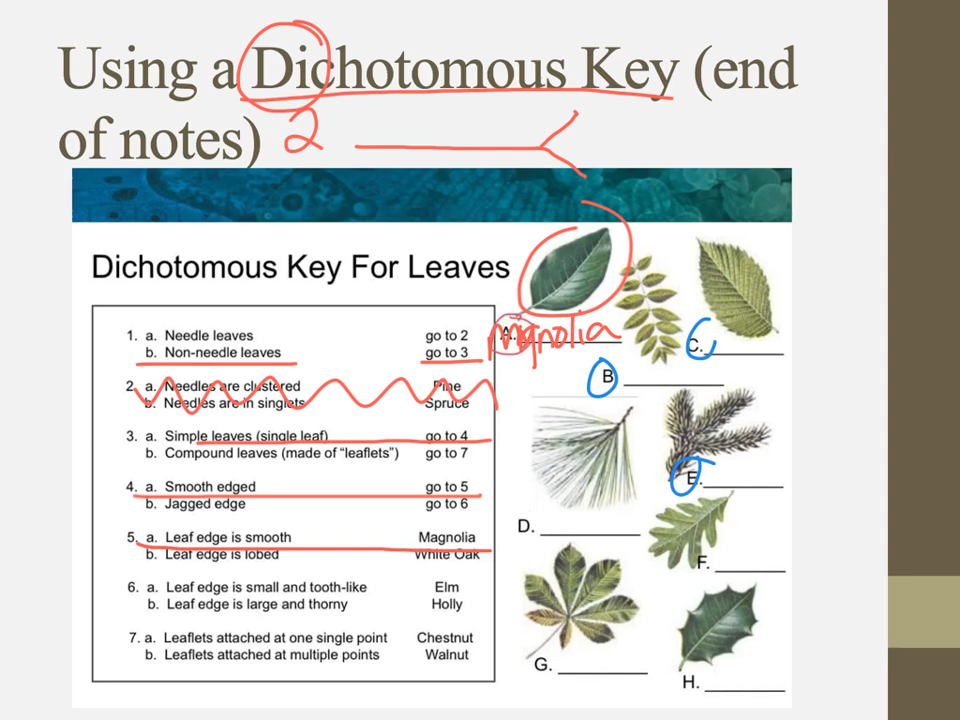 Using a Dichotomous Key (end
of notes) 2
Dichotomous Key For Leaves
1. a. Needle leaves go to 2
b. Non-needle leaves go to 3
2. a. Needles are clustered Pine
b. Needles are in singlets Spruce
3. a. Simple leaves (single leaf) go to 4
b. Compound leaves (made of “leaflets”) go to 7
4. a. Smooth edged go to 5
b. Jagged edge go to 6
5. a. Leaf edge is smooth Magnolia
b. Leaf edge is lobed White Oak
6. a. Leaf edge is small and tooth-like Elm
b. Leaf edge is large and thorny Holly
7. a. Leaflets attached at one single point Chestnut
b. Leaflets attached at multiple points Walnut
A. magnolia
B
C.
D.
E.
F.
G.
H.